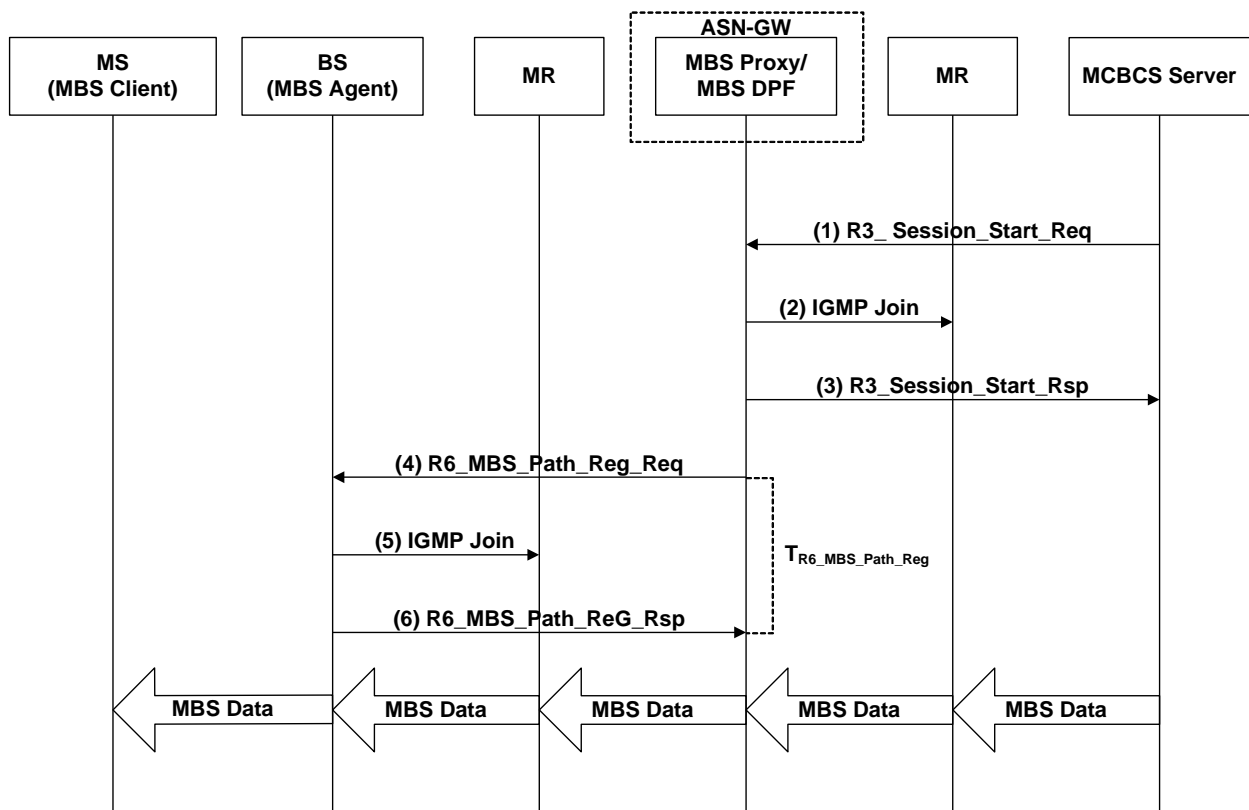 ASN-GW
MS
(MBS Client)
BS
(MBS Agent)
MR
MBS Proxy/
MBS DPF
MR
MCBCS Server
(1) R3_ Session_Start_Req
(2) IGMP Join
(3) R3_Session_Start_Rsp
(4) R6_MBS_Path_Reg_Req
(5) IGMP Join
TR6_MBS_Path_Reg
(6) R6_MBS_Path_ReG_Rsp
MBS Data
MBS Data
MBS Data
MBS Data
MBS Data